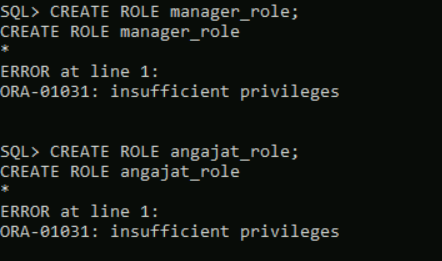 SQL> CREATE ROLE manager_role;
CREATE ROLE manager_role
*
ERROR at line 1:
ORA-01031: insufficient privileges
SQL> CREATE ROLE angajat_role;
CREATE ROLE angajat_role
*
ERROR at line 1:
ORA-01031: insufficient privileges